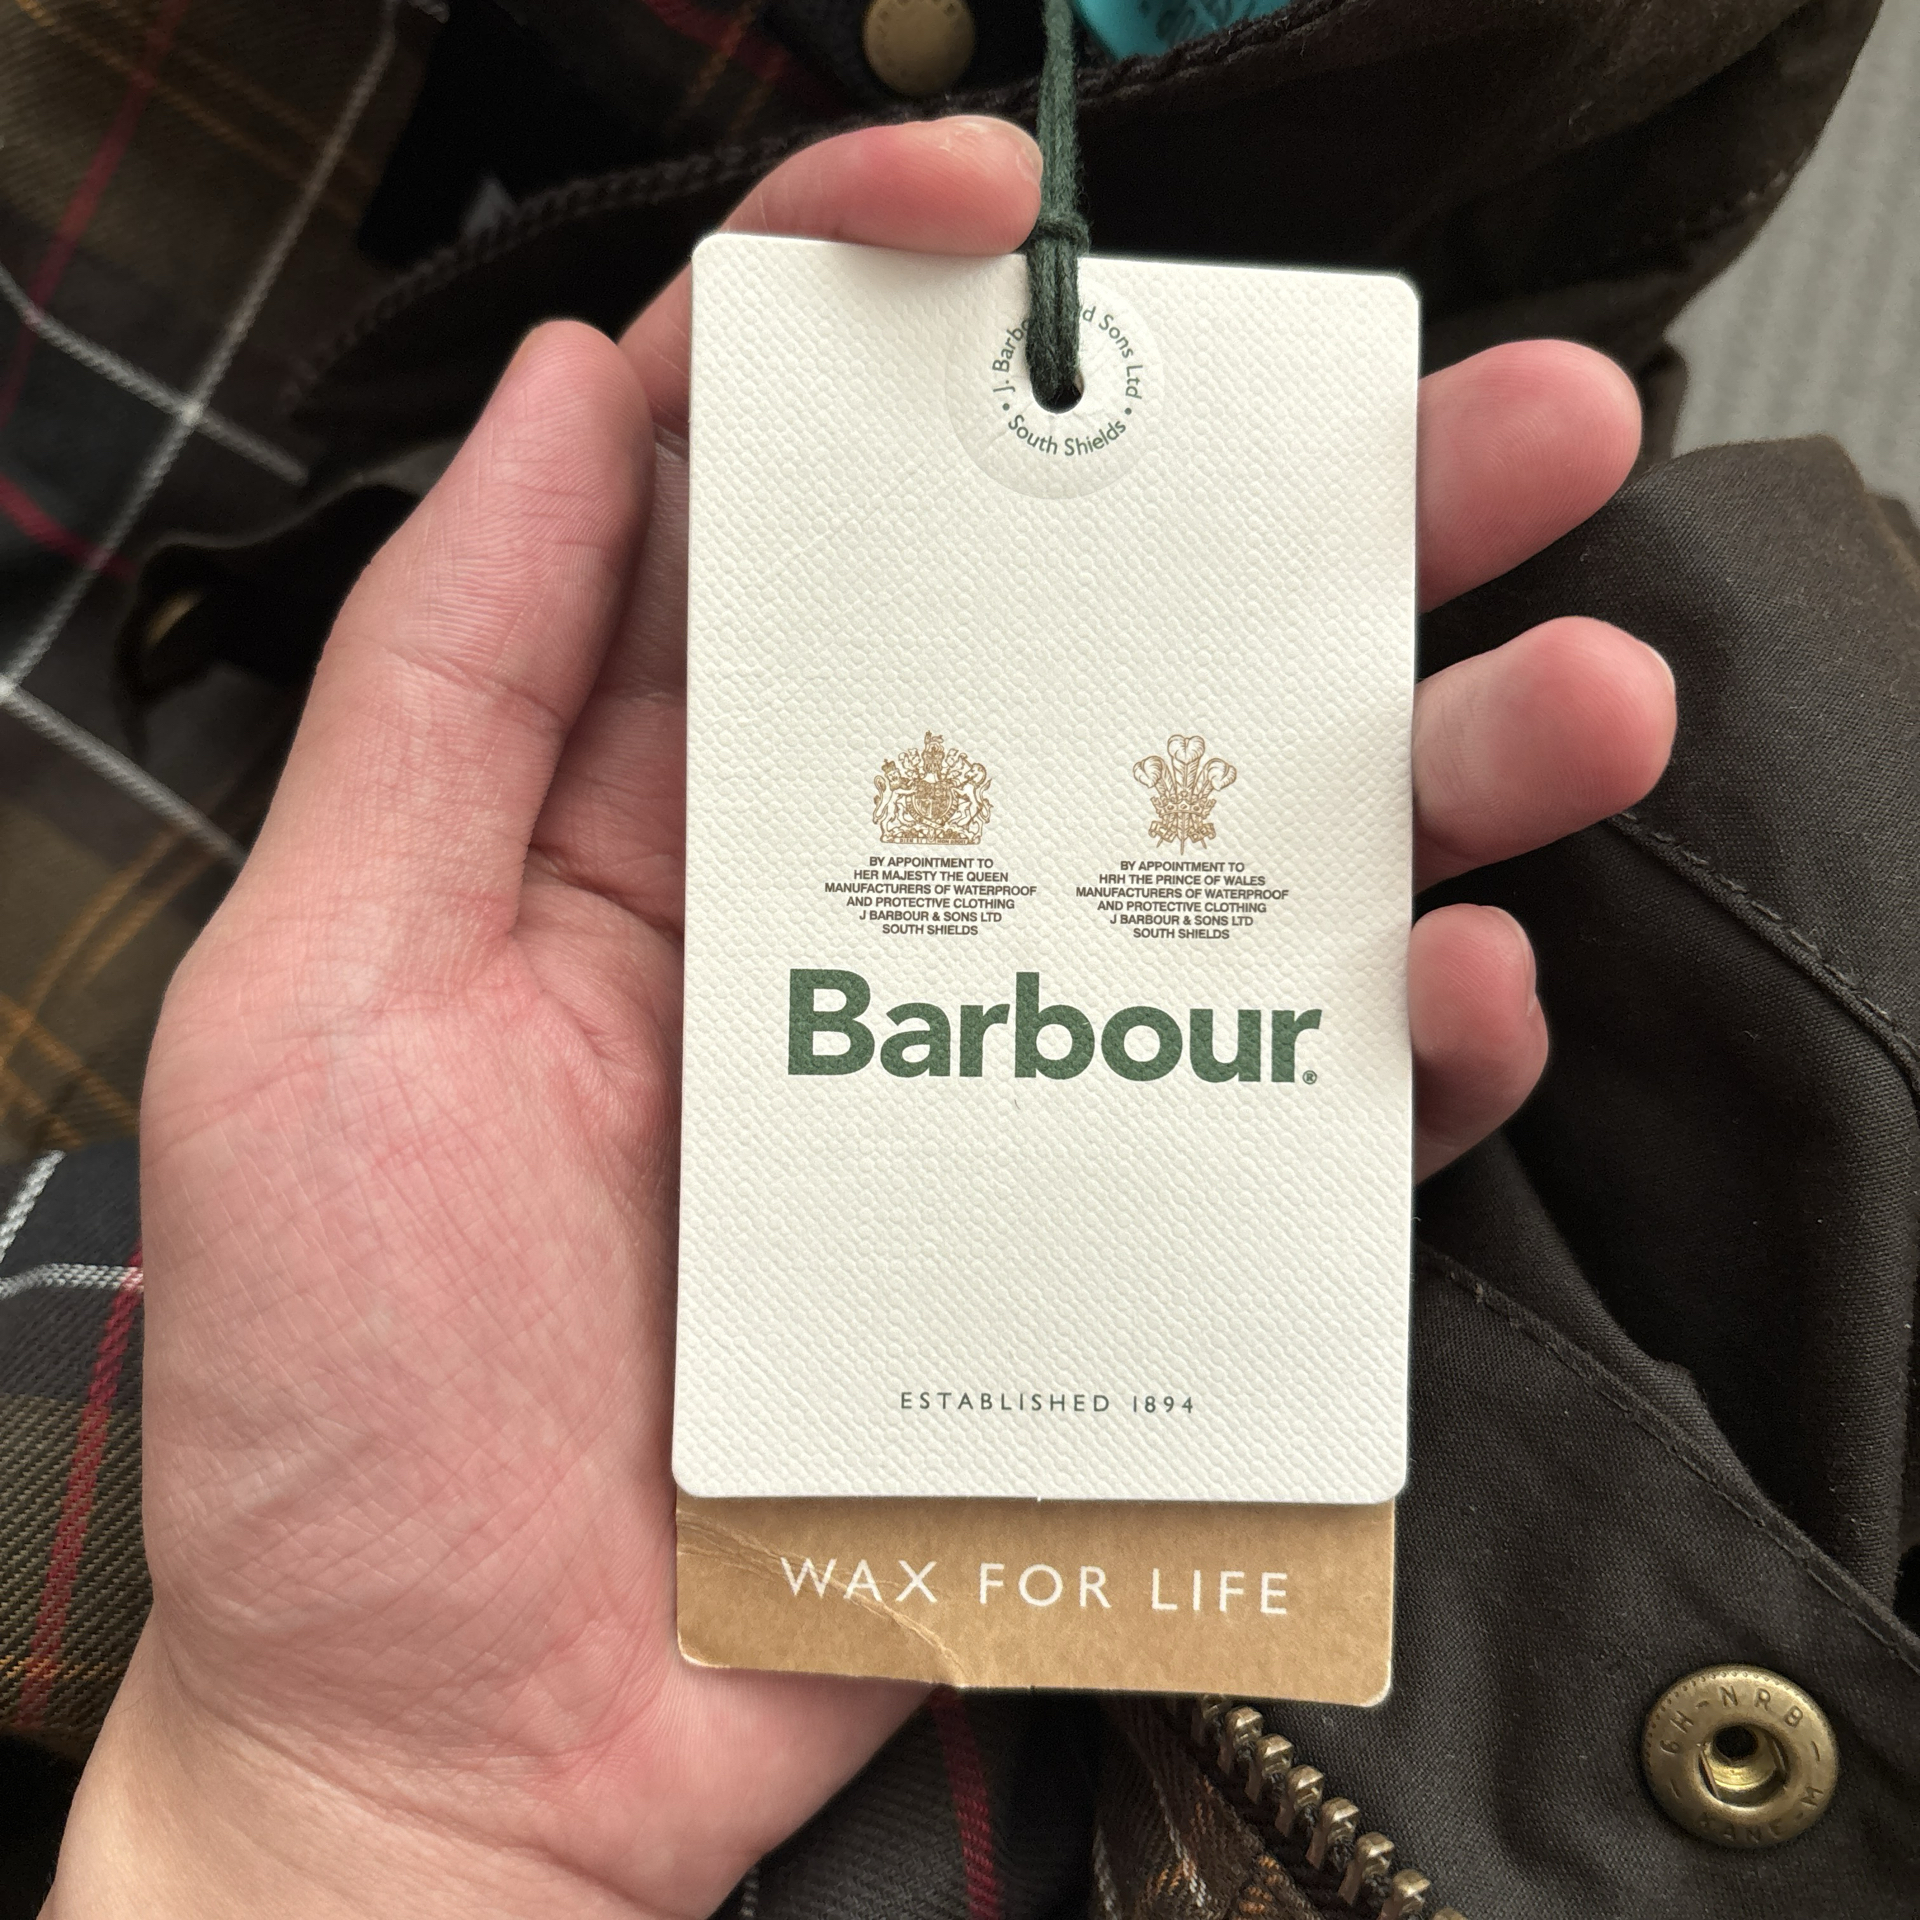 J. Barbo
d Sons Ltd
• South Shields •
BY APPOINTMENT TO
HER MAJESTY THE QUEEN
MANUFACTURERS OF WATERPROOF
AND PROTECTIVE CLOTHING
J BARBOUR & SONS LTD
SOUTH SHIELDS
BY APPOINTMENT TO
HRH THE PRINCE OF WALES
MANUFACTURERS OF WATERPROOF
AND PROTECTIVE CLOTHING
J BARBOUR & SONS LTD
SOUTH SHIELDS
Barbour®
ESTABLISHED 1894
WAX FOR LIFE